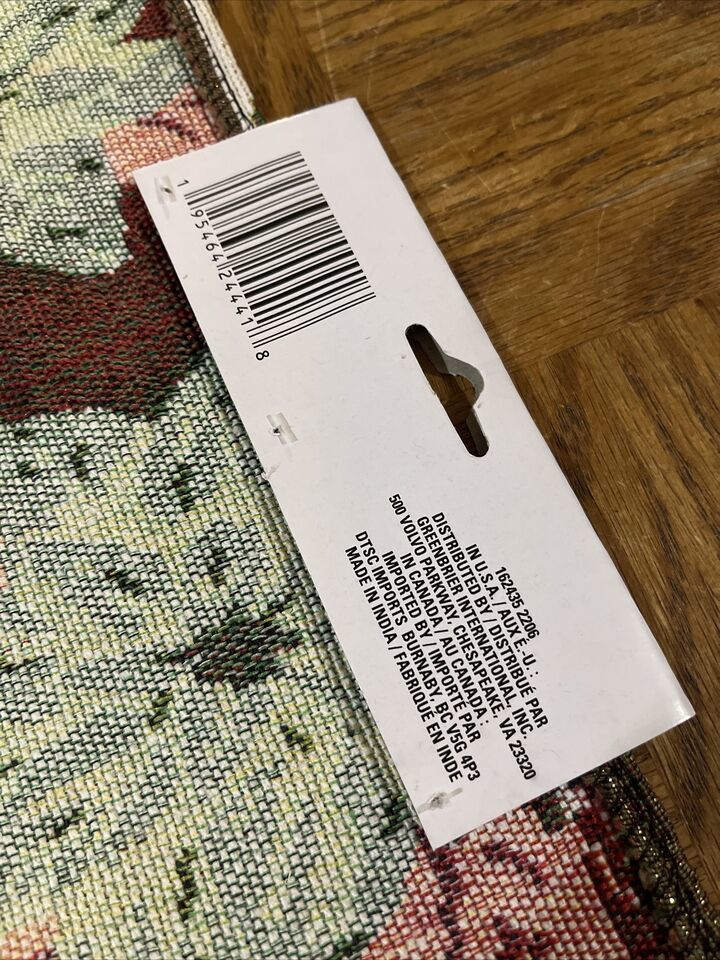 1 95464 24441 8
162435 2206
IN U.S.A. / AUX E.-U. :
DISTRIBUTED BY / DISTRIBUÉ PAR
GREENBRIER INTERNATIONAL, INC.
500 VOLVO PARKWAY, CHESAPEAKE, VA 23320
IN CANADA / AU CANADA :
IMPORTED BY / IMPORTÉ PAR
DTSC IMPORTS, BURNABY, BC V5G 4P3
MADE IN INDIA / FABRIQUÉ EN INDE